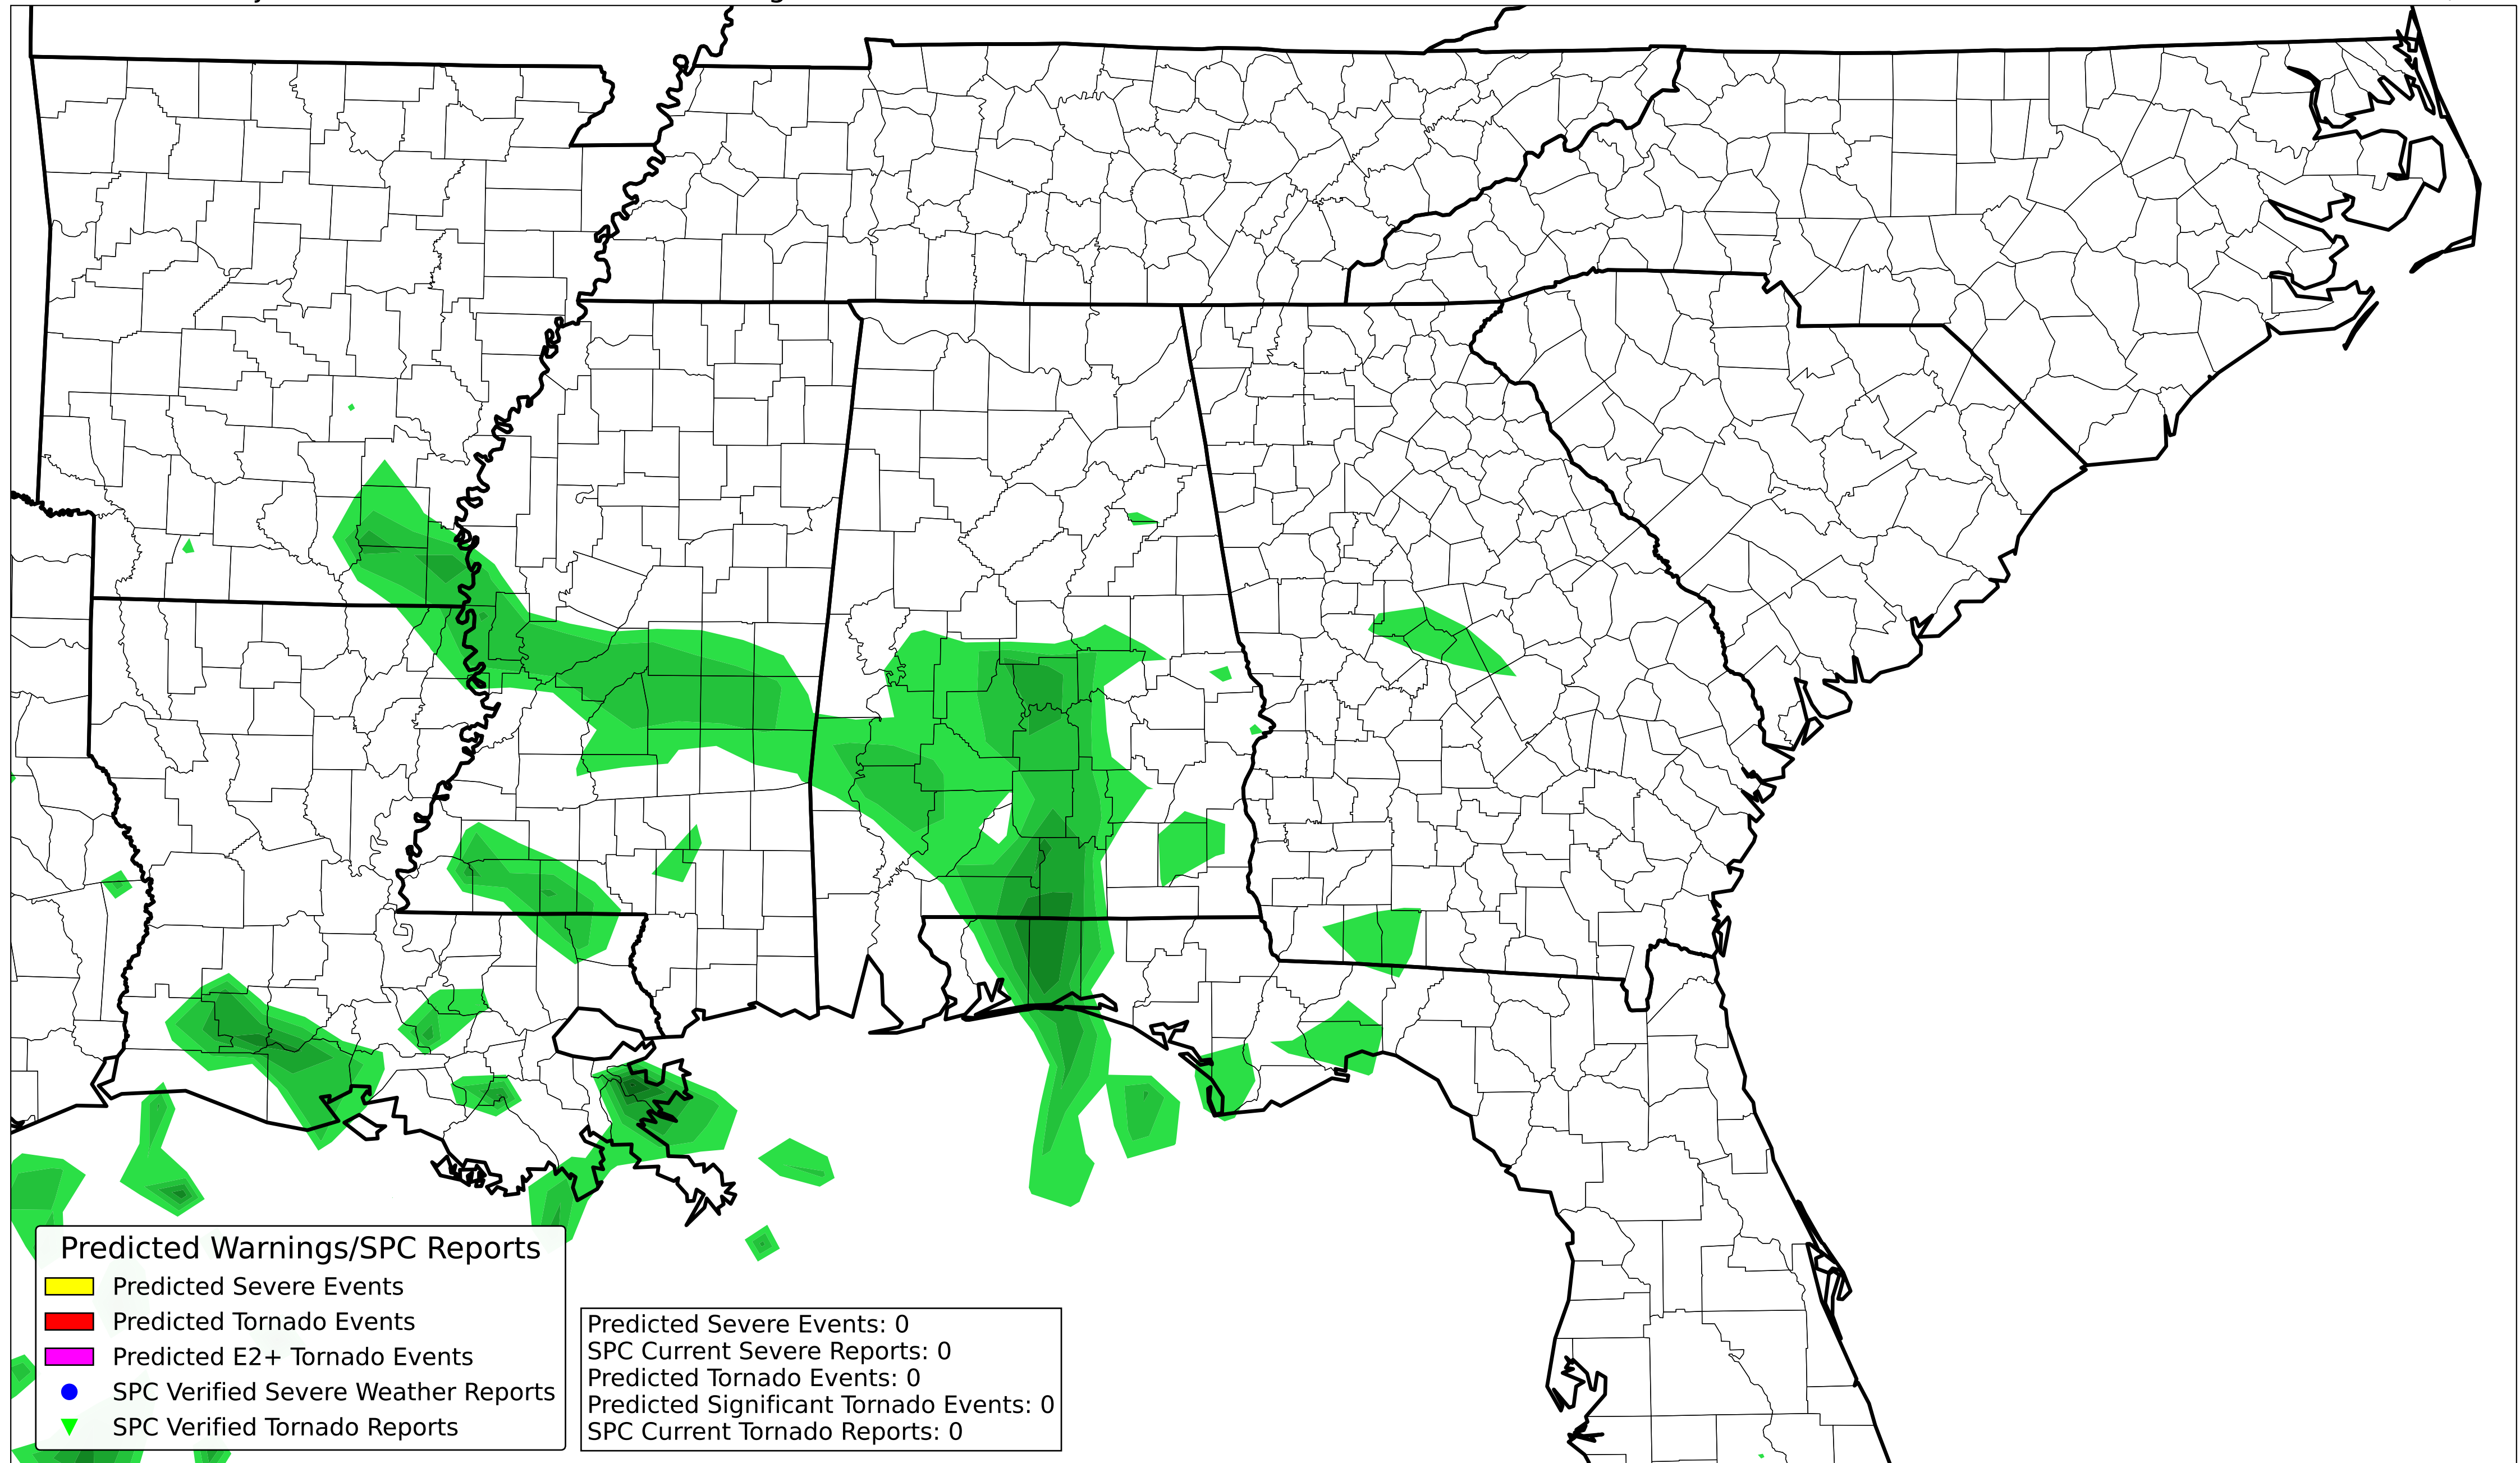 Predicted Warnings/SPC Reports
Predicted Severe Events
Predicted Tornado Events
Predicted E2+ Tornado Events
SPC Verified Severe Weather Reports
SPC Verified Tornado Reports
Predicted Severe Events: 0
SPC Current Severe Reports: 0
Predicted Tornado Events: 0
Predicted Significant Tornado Events: 0
SPC Current Tornado Reports: 0